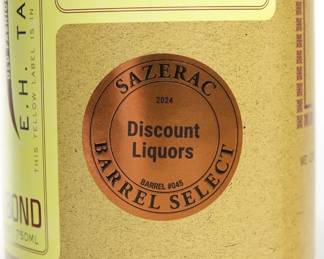 SAZERAC
2024
Discount
Liquors
BARREL #045
BARREL SELECT
E.H. TA
THIS YELLOW LABEL IS IN
BOND
750ML